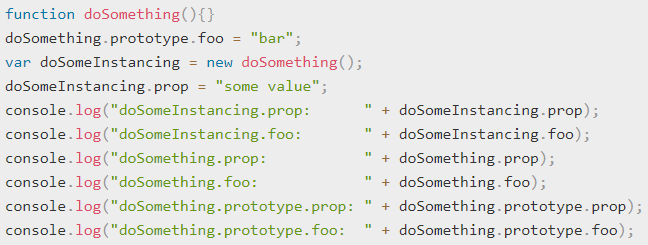 function doSomething(){}
doSomething.prototype.foo = "bar";
var doSomeInstancing = new doSomething();
doSomeInstancing.prop = "some value";
console.log("doSomeInstancing.prop:      " + doSomeInstancing.prop);
console.log("doSomeInstancing.foo:       " + doSomeInstancing.foo);
console.log("doSomething.prop:           " + doSomething.prop);
console.log("doSomething.foo:            " + doSomething.foo);
console.log("doSomething.prototype.prop: " + doSomething.prototype.prop);
console.log("doSomething.prototype.foo:  " + doSomething.prototype.foo);